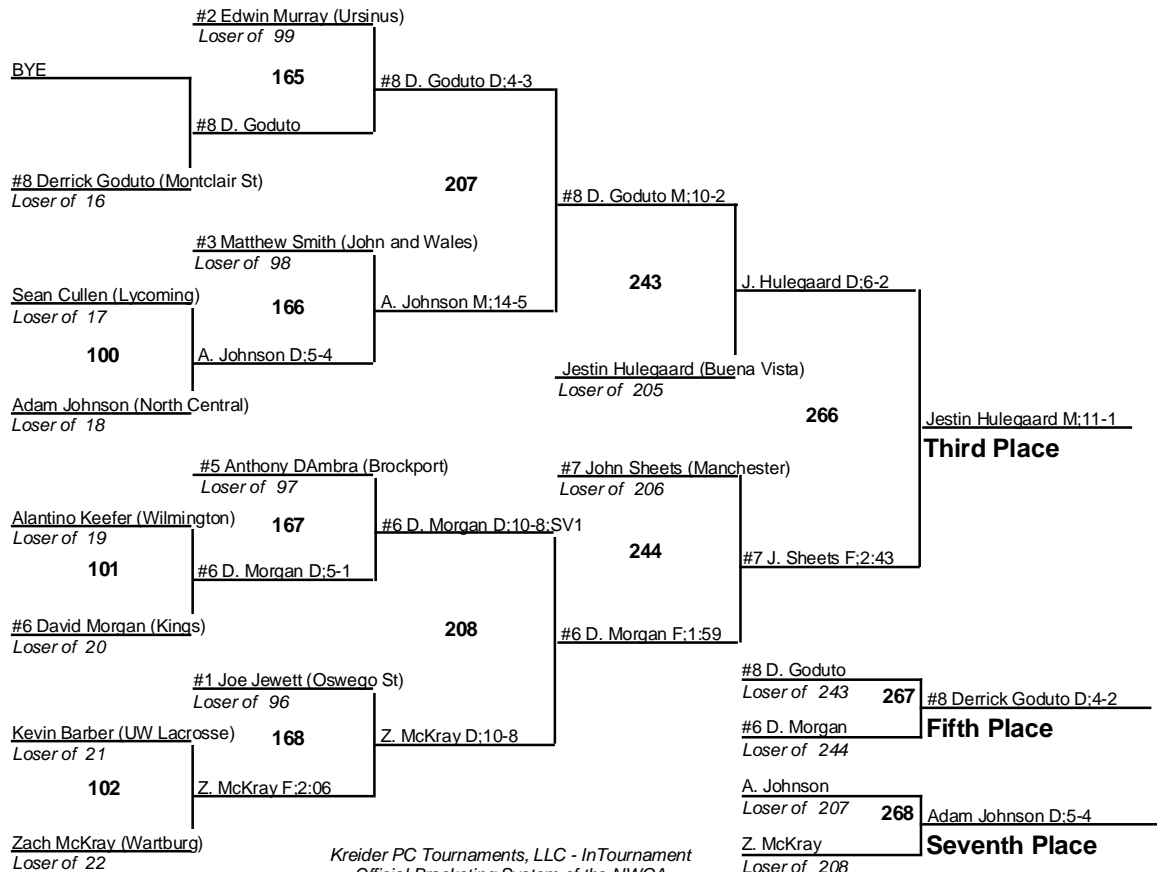 #2 Edwin Murray (Ursinus)
Loser of 99
BYE
165
#8 D. Goduto D;4-3
#8 D. Goduto
#8 Derrick Goduto (Montclair St)
Loser of 16
207
#8 D. Goduto M;10-2
#3 Matthew Smith (John and Wales)
Loser of 98
Sean Cullen (Lycoming)
Loser of 17
166
A. Johnson M;14-5
243
J. Hulegaard D;6-2
100
A. Johnson D;5-4
Jestin Hulegaard (Buena Vista)
Loser of 205
Adam Johnson (North Central)
Loser of 18
266
Jestin Hulegaard M;11-1
Third Place
#5 Anthony DAmbra (Brockport)
Loser of 97
#7 John Sheets (Manchester)
Loser of 206
Alantino Keefer (Wilmington)
Loser of 19
167
#6 D. Morgan D;10-8;SV1
244
#7 J. Sheets F;2:43
101
#6 D. Morgan D;5-1
#6 David Morgan (Kings)
Loser of 20
208
#6 D. Morgan F;1:59
#1 Joe Jewett (Oswego St)
Loser of 96
#8 D. Goduto
Loser of 243
267
#8 Derrick Goduto D;4-2
Fifth Place
#6 D. Morgan
Loser of 244
Kevin Barber (UW Lacrosse)
Loser of 21
168
Z. McKray D;10-8
102
Z. McKray F;2:06
A. Johnson
Loser of 207
268
Adam Johnson D;5-4
Seventh Place
Z. McKray
Loser of 208
Zach McKray (Wartburg)
Loser of 22
Kreider PC Tournaments, LLC - InTournament
Official Bracketing System of the NWCA